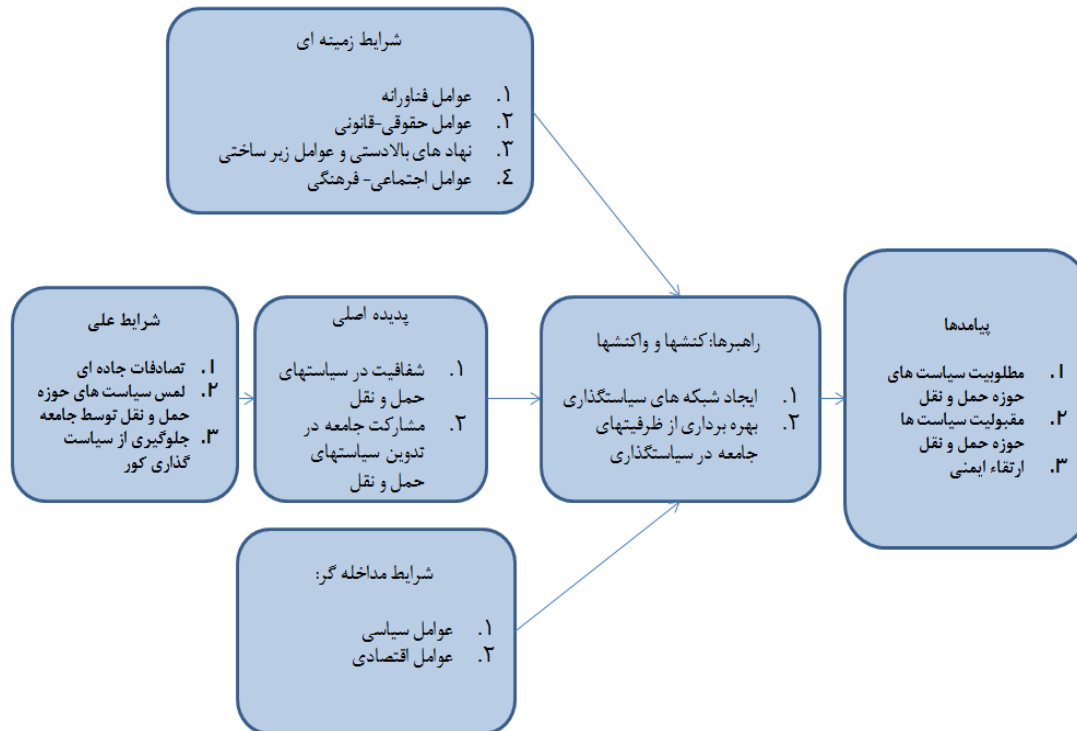 شرایط زمینه ای
۱. عوامل فناورانه
۲. عوامل حقوقی-قانونی
۳. نهاد های بالادستی و عوامل زیر ساختی
٤. عوامل اجتماعی- فرهنگی
شرایط علی
۱. تصادفات جاده ای
۲. لمس سیاست های حوزه
حمل و نقل توسط جامعه
۳. جلوگیری از سیاست
گذاری کور
پدیده اصلی
۱. شفافیت در سیاستهای
حمل و نقل
۲. مشارکت جامعه در
تدوین سیاستهای
حمل و نقل
راهبرها: کنشها و واکنشها
۱. ایجاد شبکه های سیاستگذاری
۲. بهره برداری از ظرفیتهای
جامعه در سیاستگذاری
پیامدها
۱. مطلوبیت سیاست های
حوزه حمل و نقل
۲. مقبولیت سیاست ها
حوزه حمل و نقل
۳. ارتقاء ایمنی
شرایط مداخله گر:
۱. عوامل سیاسی
۲. عوامل اقتصادی